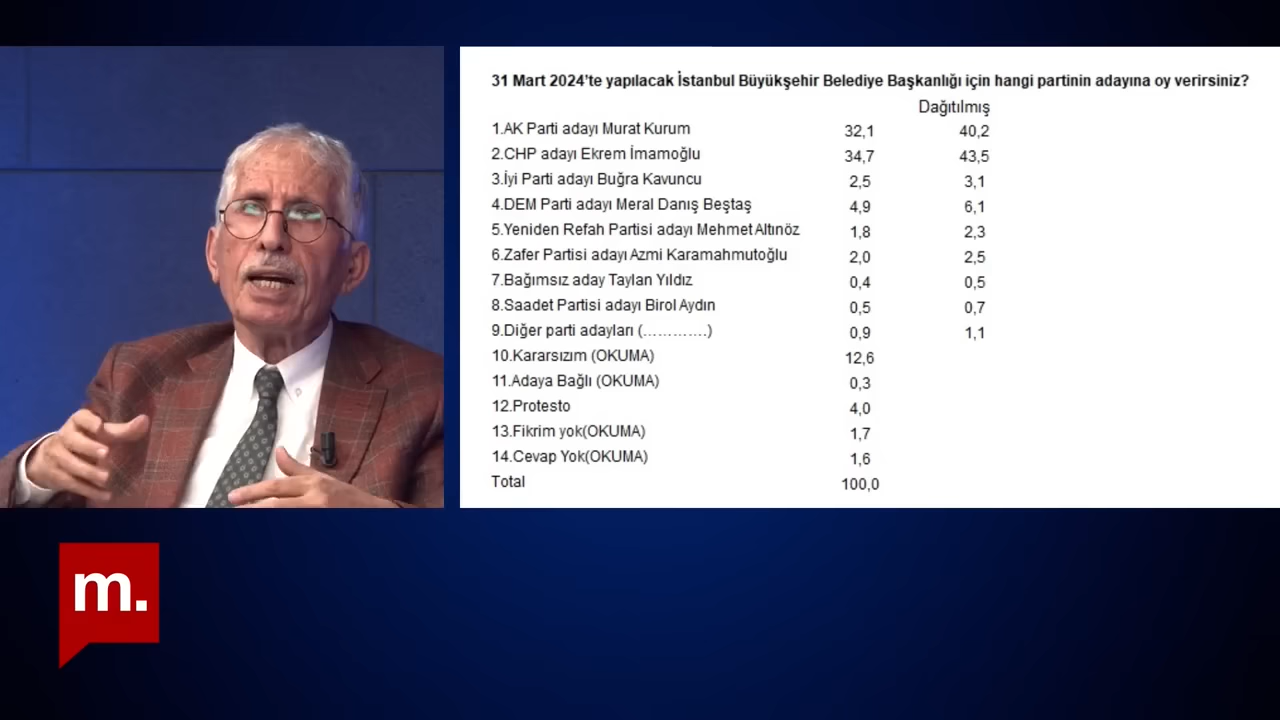 31 Mart 2024'te yapılacak İstanbul Büyükşehir Belediye Başkanlığı için hangi partinin adayına oy verirsiniz?
Dağıtılmış
1.AK Parti adayı Murat Kurum 32,1 40,2
2.CHP adayı Ekrem İmamoğlu 34,7 43,5
3.İyi Parti adayı Buğra Kavuncu 2,5 3,1
4.DEM Parti adayı Meral Danış Beştaş 4,9 6,1
5.Yeniden Refah Partisi adayı Mehmet Altınöz 1,8 2,3
6.Zafer Partisi adayı Azmi Karamahmutoğlu 2,0 2,5
7.Bağımsız aday Taylan Yıldız 0,4 0,5
8.Saadet Partisi adayı Birol Aydın 0,5 0,7
9.Diğer parti adayları (………….) 0,9 1,1
10.Kararsızım (OKUMA) 12,6
11.Adaya Bağlı (OKUMA) 0,3
12.Protesto 4,0
13.Fikrim yok(OKUMA) 1,7
14.Cevap Yok(OKUMA) 1,6
Total 100,0
m.